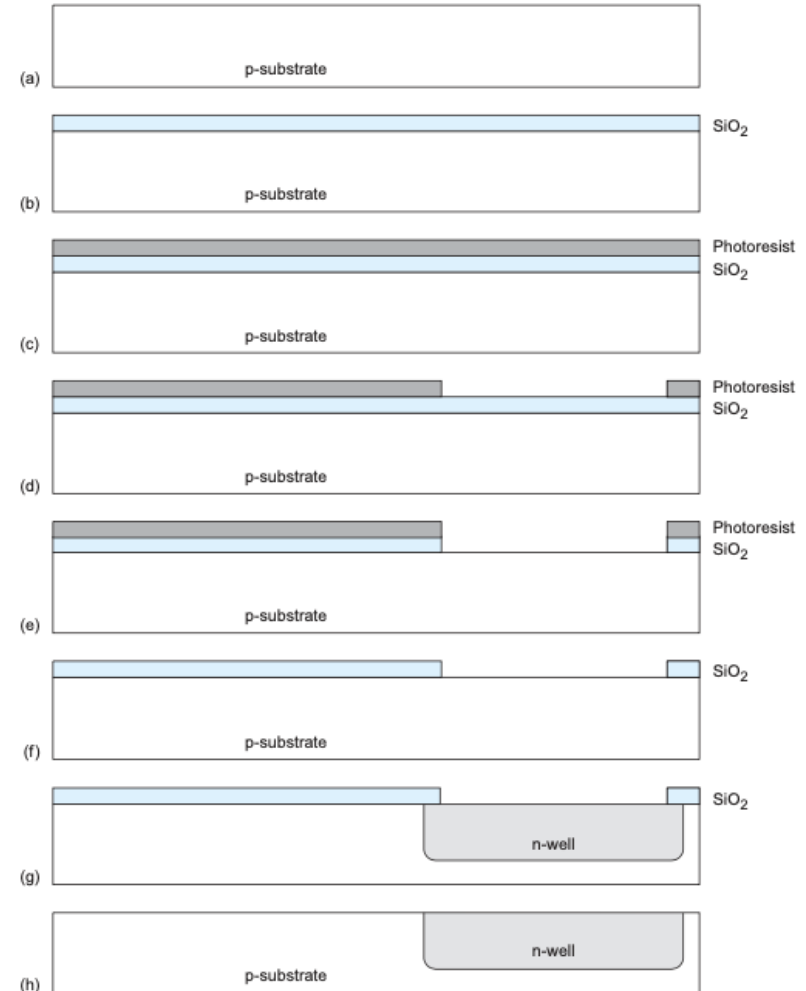 (a)
p-substrate
SiO2
(b)
p-substrate
Photoresist
SiO2
(c)
p-substrate
Photoresist
SiO2
(d)
p-substrate
Photoresist
SiO2
(e)
p-substrate
SiO2
(f)
p-substrate
SiO2
n-well
(g)
n-well
(h)
p-substrate